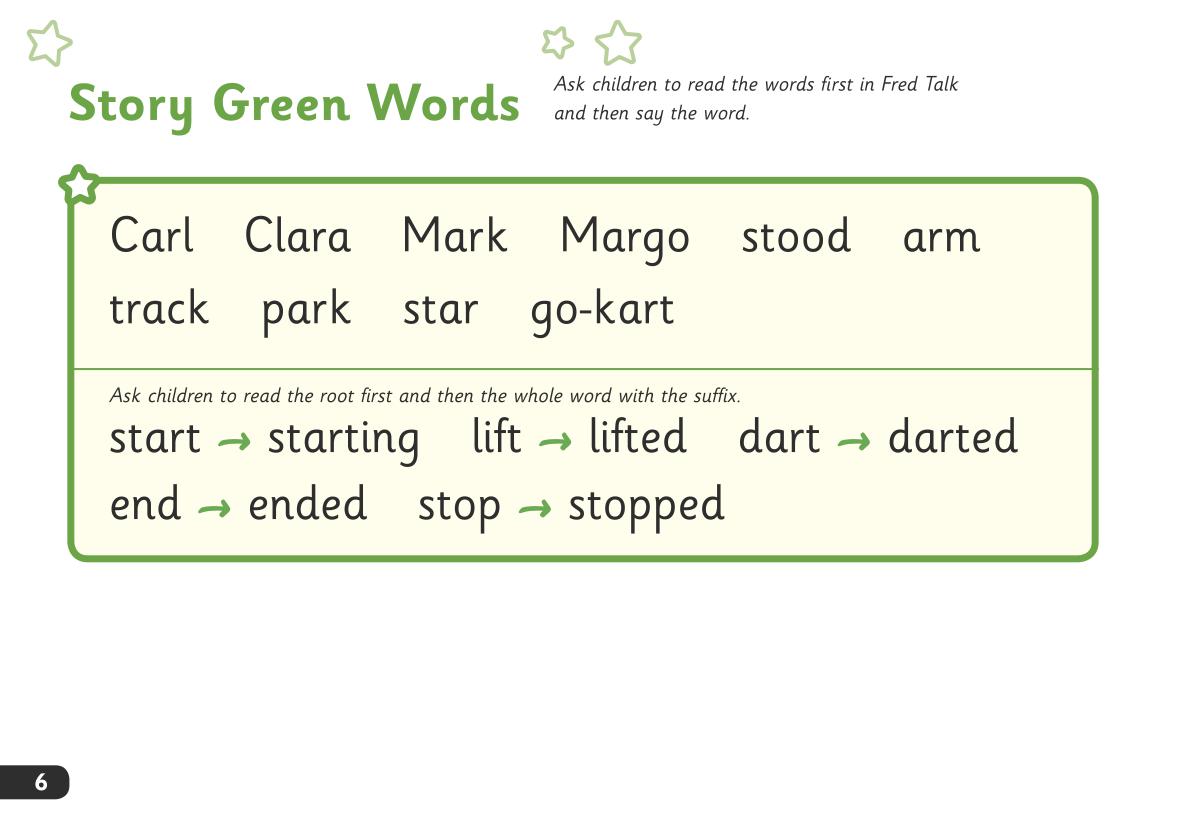 Story Green Words
Ask children to read the words first in Fred Talk
and then say the word.
Carl Clara Mark Margo stood arm
track park star go-kart
Ask children to read the root first and then the whole word with the suffix.
start → starting lift → lifted dart → darted
end → ended stop → stopped
6